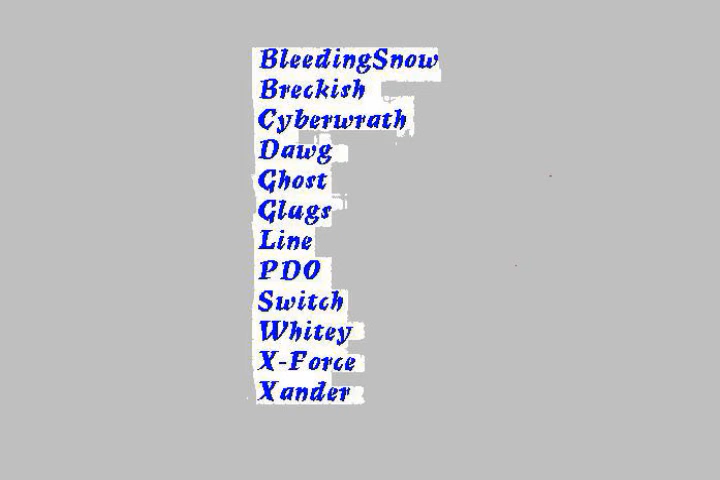 BleedingSnow
Breckish
Cyberwrath
Dawg
Ghost
Glags
Line
PDO
Switch
Whitey
X-Force
Xander